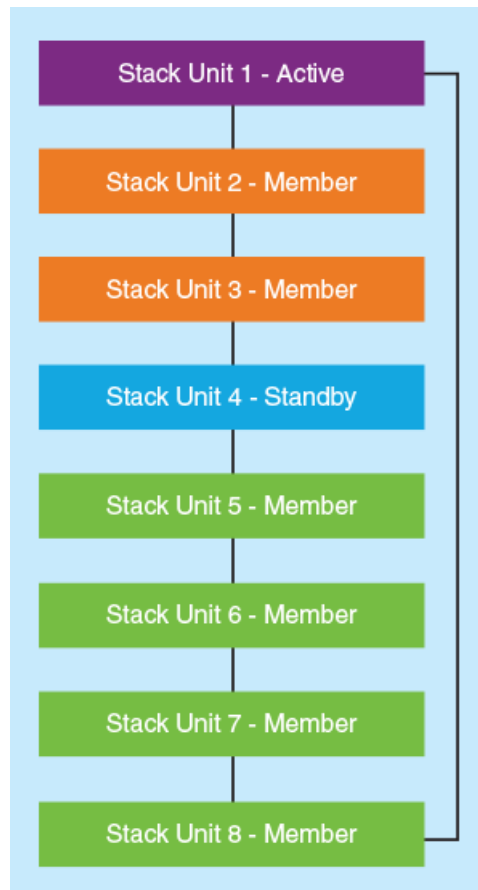 Stack Unit 1 - Active
Stack Unit 2 - Member
Stack Unit 3 - Member
Stack Unit 4 - Standby
Stack Unit 5 - Member
Stack Unit 6 - Member
Stack Unit 7 - Member
Stack Unit 8 - Member